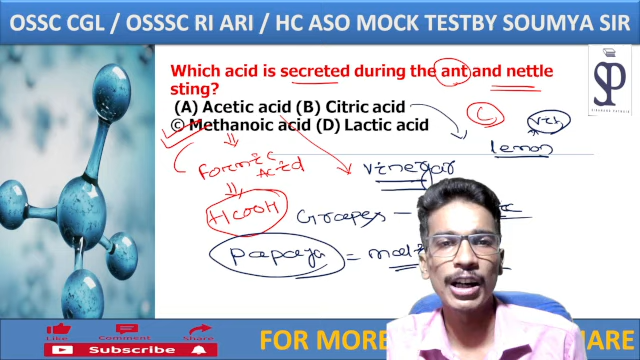 OSSC CGL / OSSSC RI ARI / HC ASO MOCK TESTBY SOUMYA SIR
Which acid is secreted during the ant and nettle
sting?
(A) Acetic acid (B) Citric acid
© Methanoic acid (D) Lactic acid
C
Vit
lemon
Formic
Acid
Vinegar
HCOOH
Grapes –
Papaya =
SP
Like
Comment
Share
Subscribe
FOR MORE
ARE